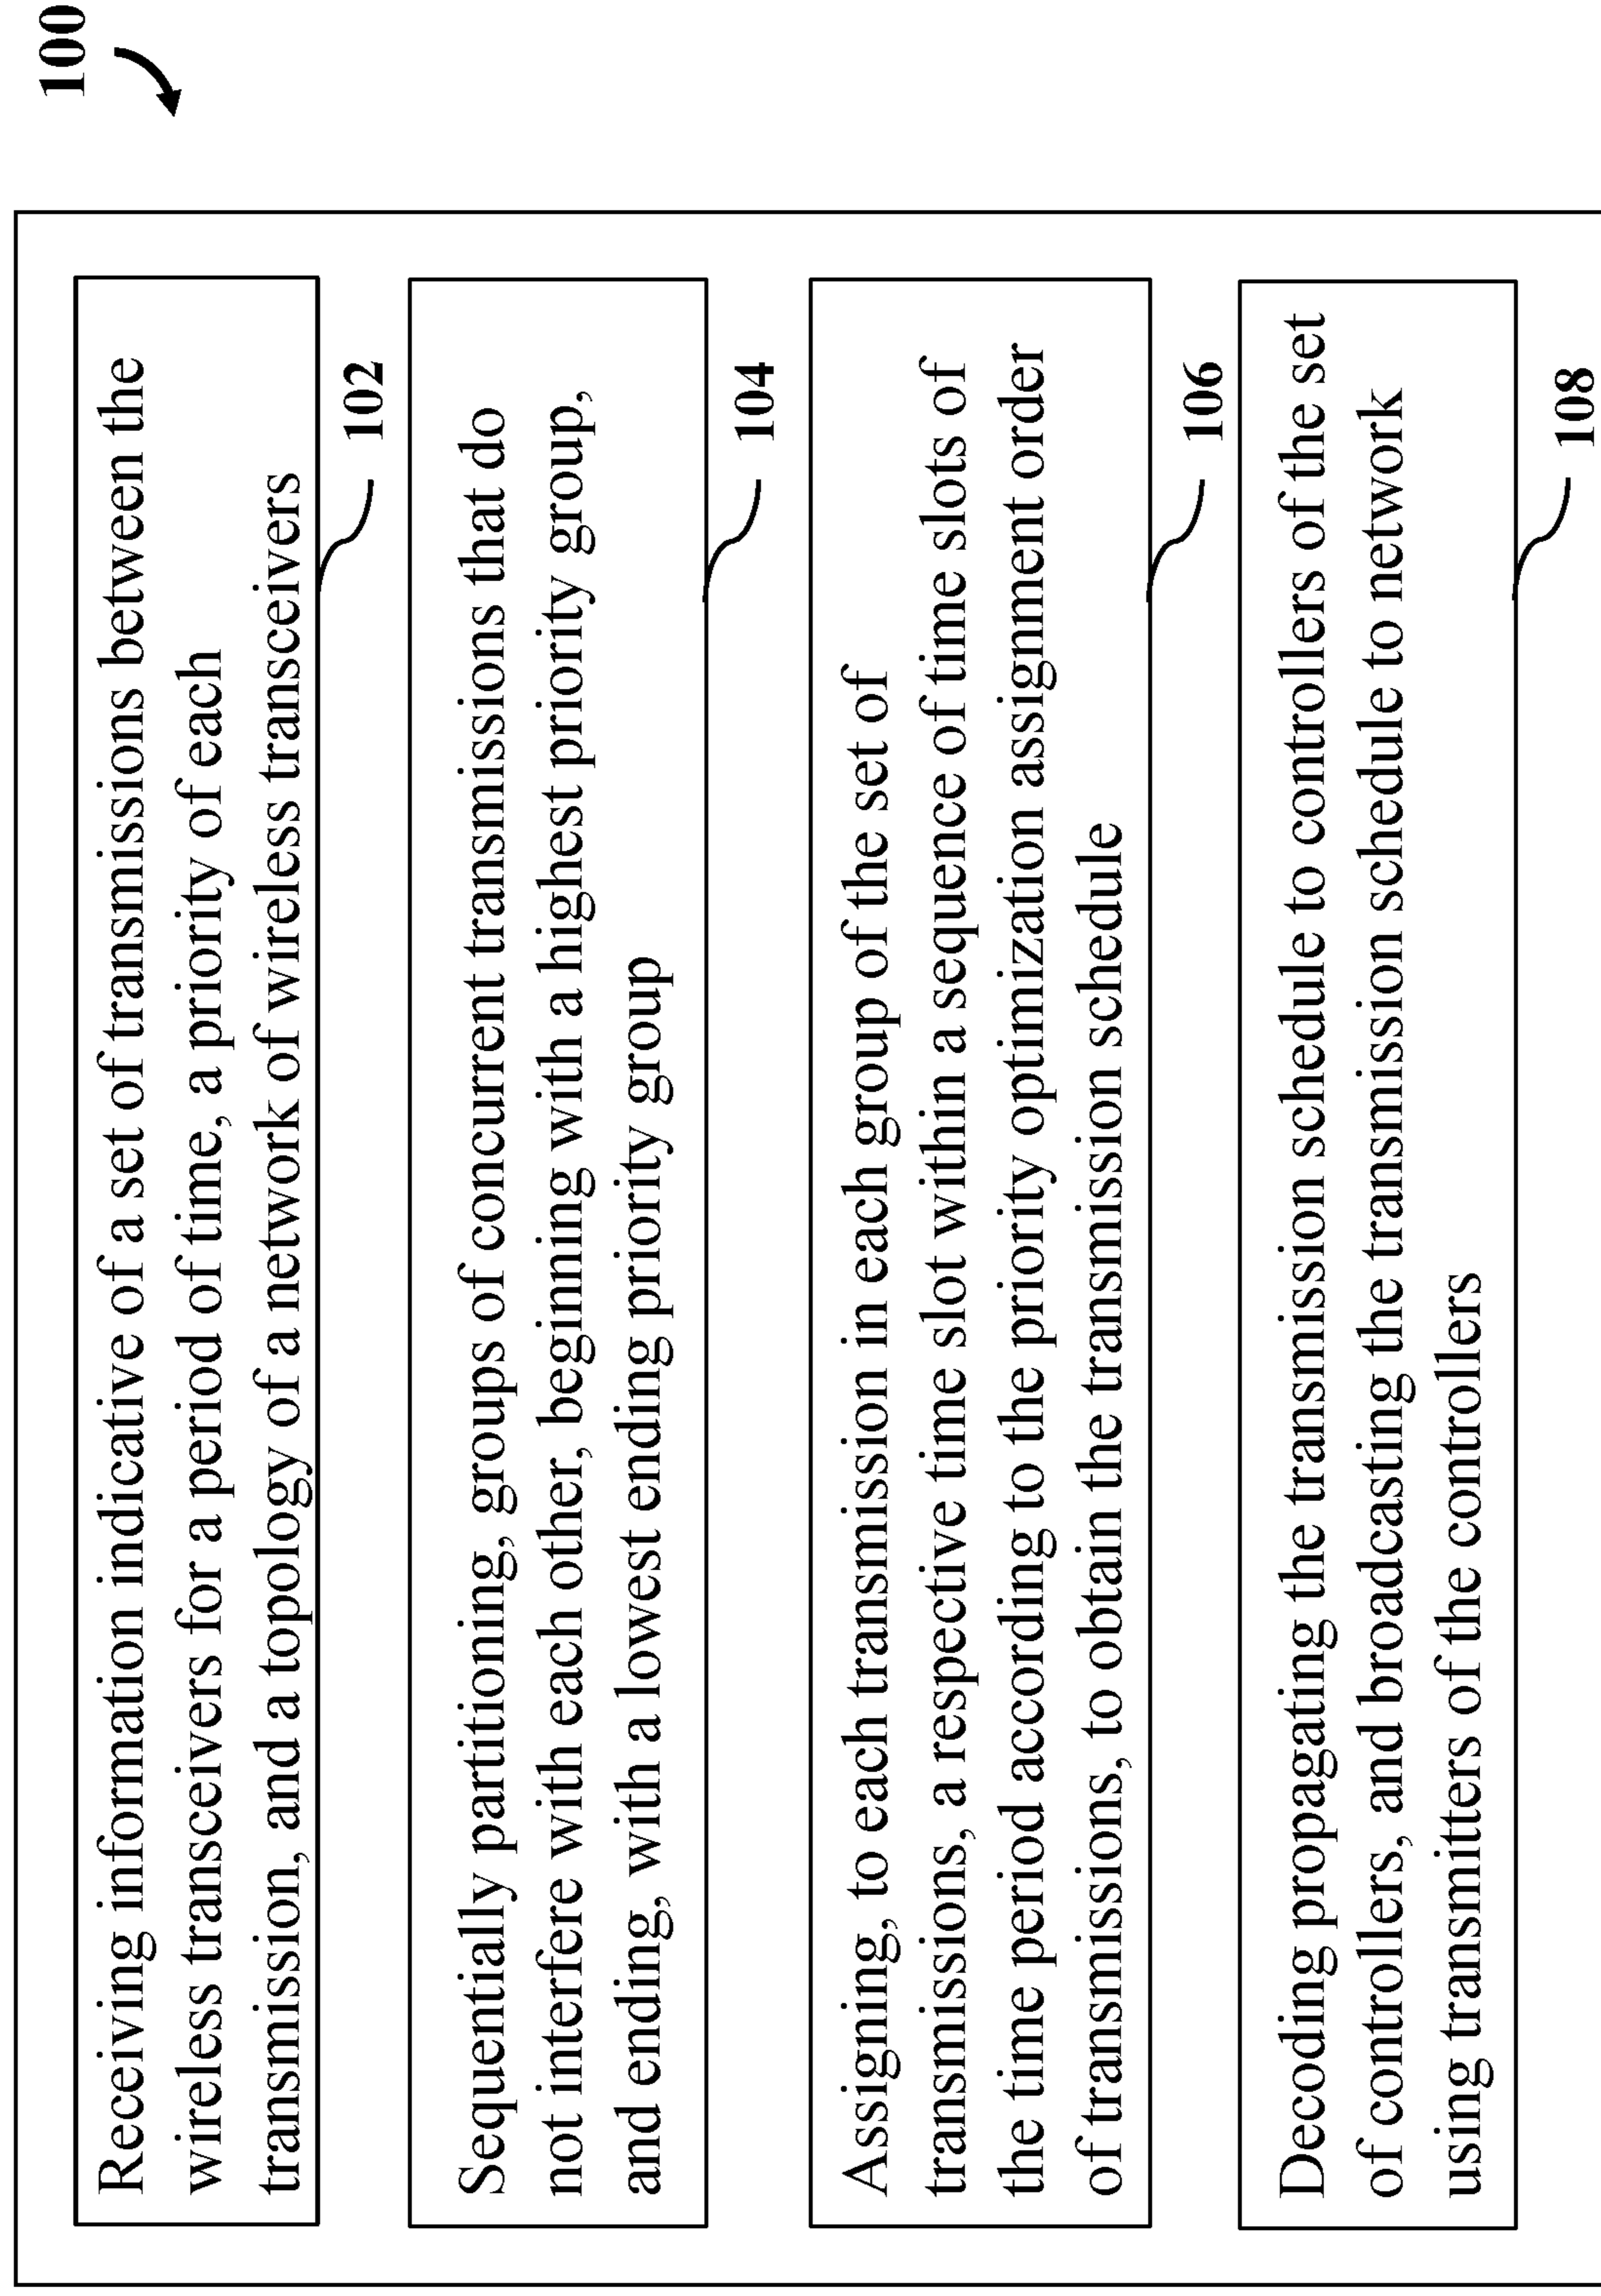 100
Receiving information indicative of a set of transmissions between the
wireless transceivers for a period of time, a priority of each
transmission, and a topology of a network of wireless transceivers
102
Sequentially partitioning, groups of concurrent transmissions that do
not interfere with each other, beginning with a highest priority group,
and ending, with a lowest ending priority group
104
Assigning, to each transmission in each group of the set of
transmissions, a respective time slot within a sequence of time slots of
the time period according to the priority optimization assignment order
of transmissions, to obtain the transmission schedule
106
Decoding propagating the transmission schedule to controllers of the set
of controllers, and broadcasting the transmission schedule to network
using transmitters of the controllers
108